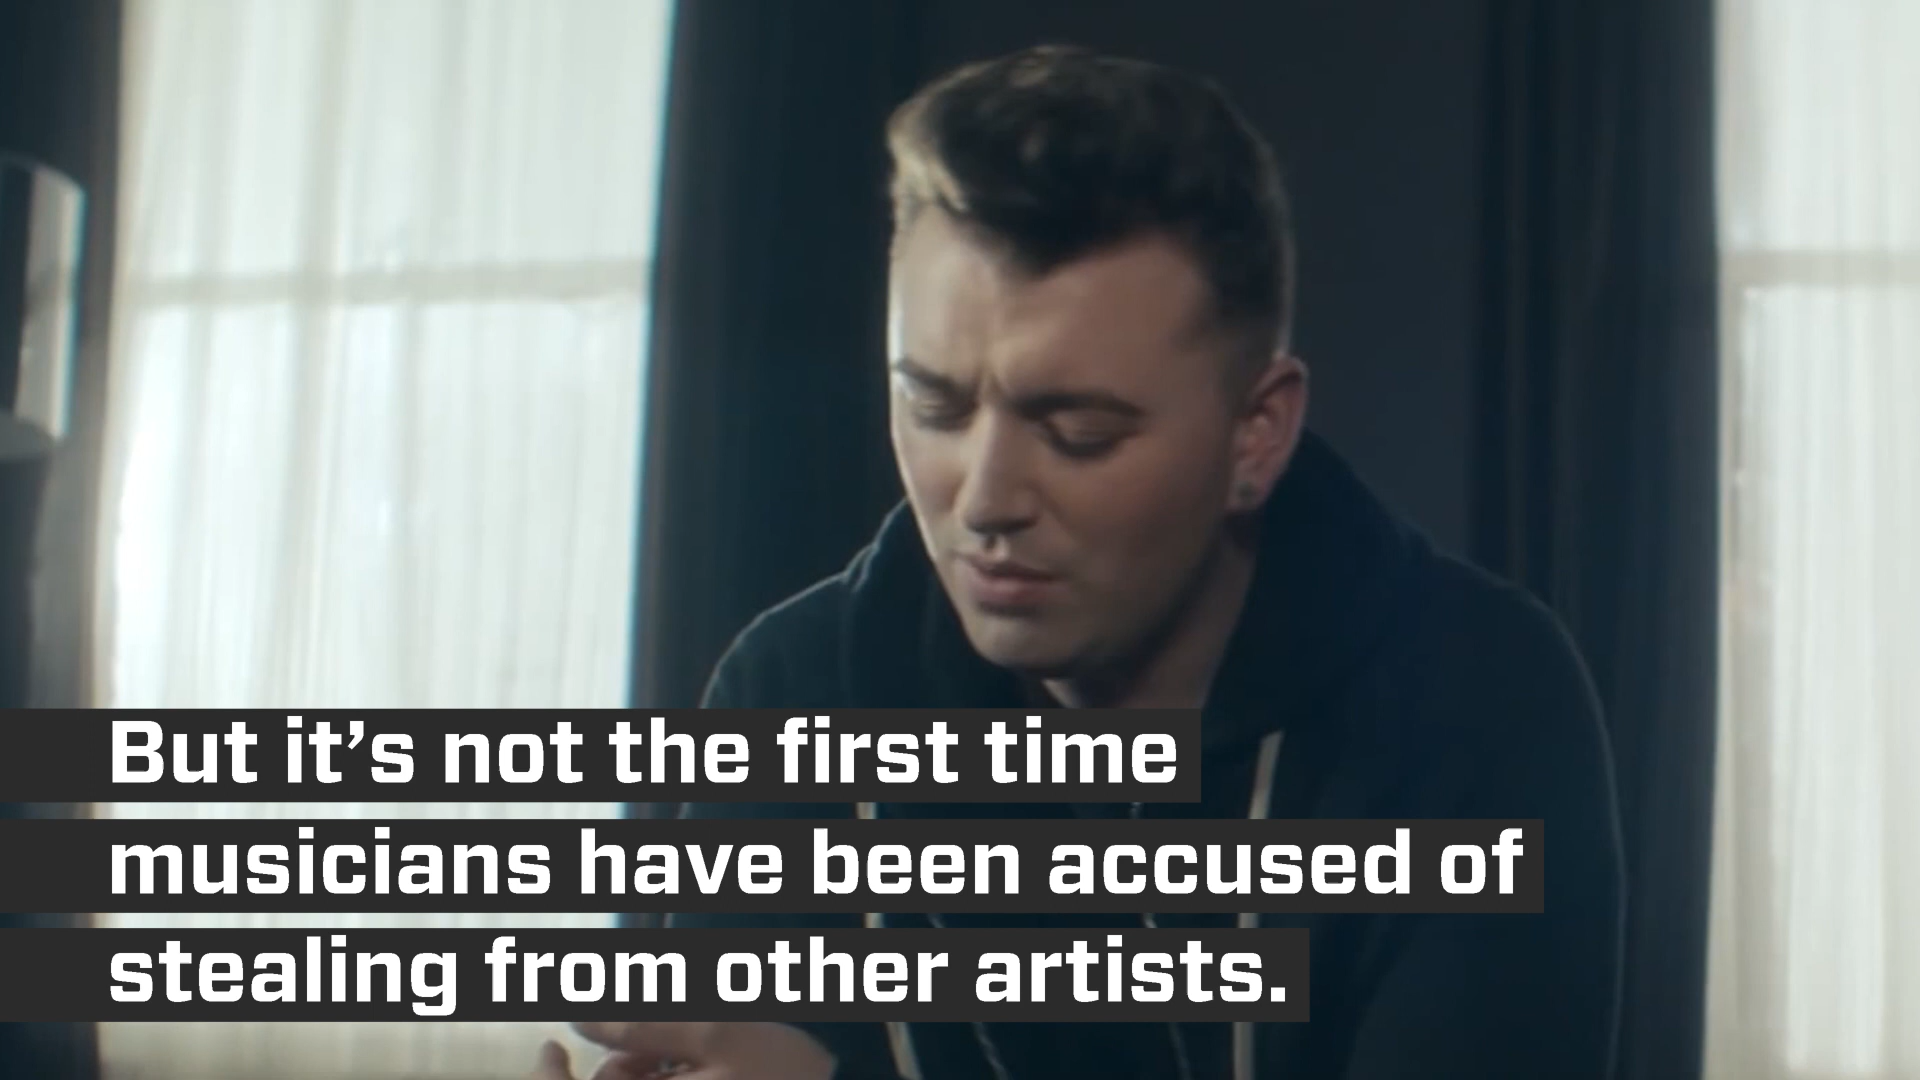 But it’s not the first time
musicians have been accused of
stealing from other artists.